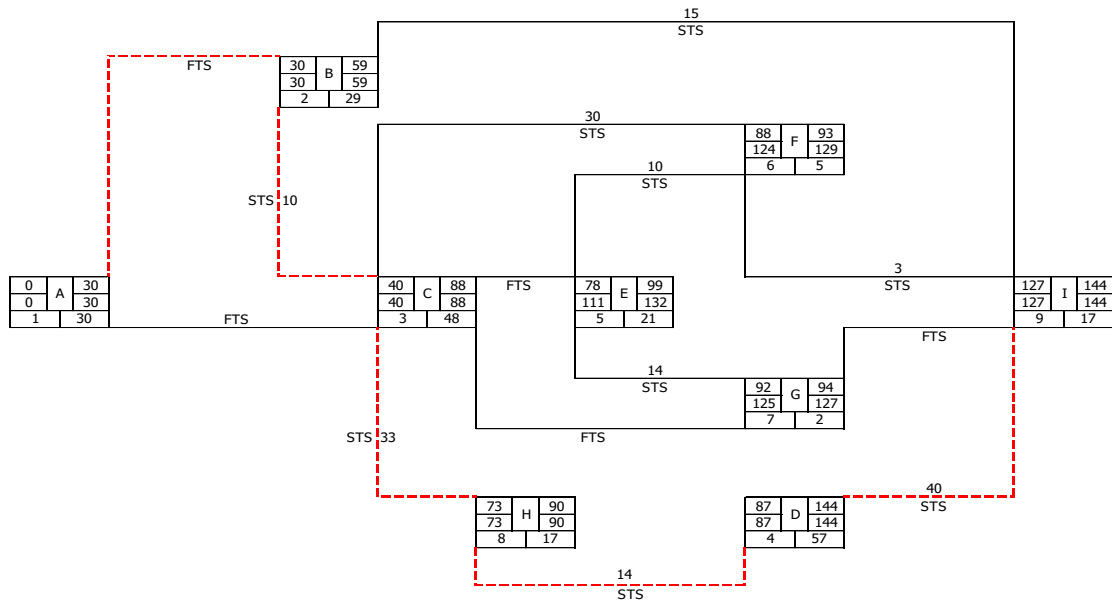 15
STS
FTS
30 B 59
30 59
2 29
30
STS
88 F 93
124 129
6 5
10
STS
STS 10
3
STS
0 A 30
0 30
1 30
FTS
40 C 88
40 88
3 48
FTS
78 E 99
111 132
5 21
127 I 144
127 144
9 17
FTS
14
STS
92 G 94
125 127
7 2
FTS
STS 33
40
STS
73 H 90
73 90
8 17
87 D 144
87 144
4 57
14
STS